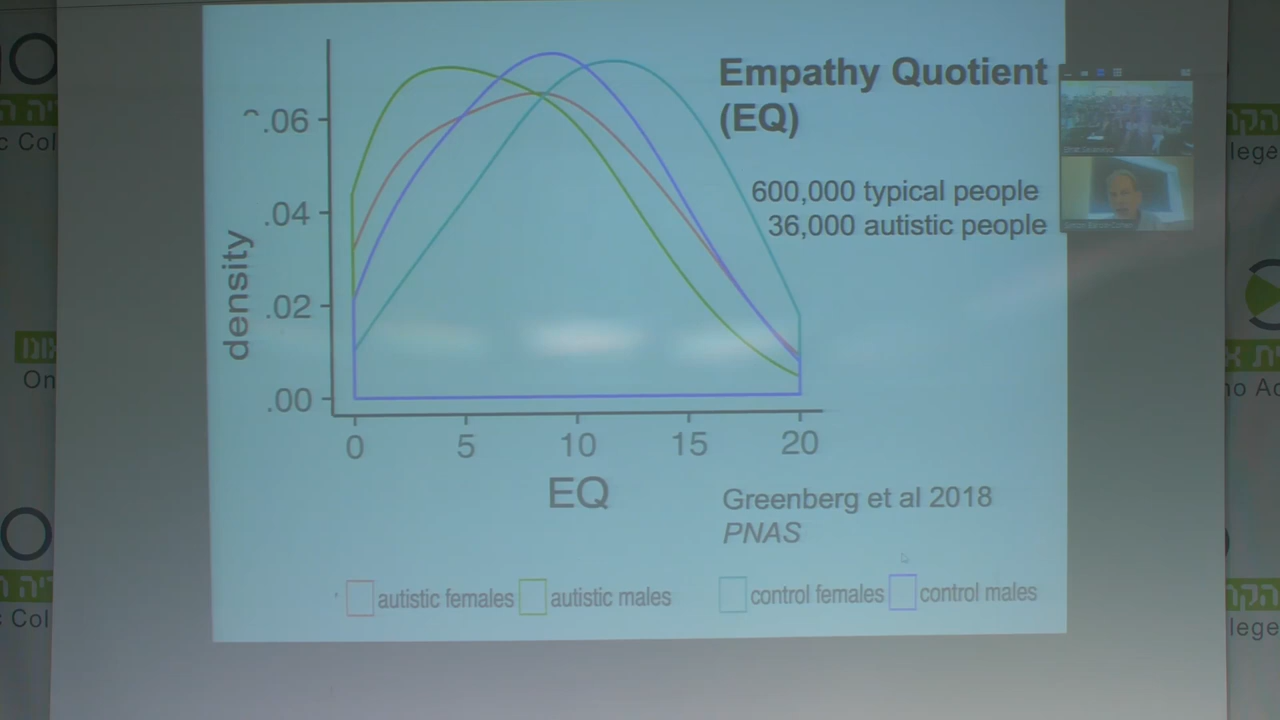 Empathy Quotient
(EQ)
600,000 typical people
36,000 autistic people
density
.06
.04
.02
.00
0 5 10 15 20
EQ
Greenberg et al 2018
PNAS
autistic females autistic males control females control males